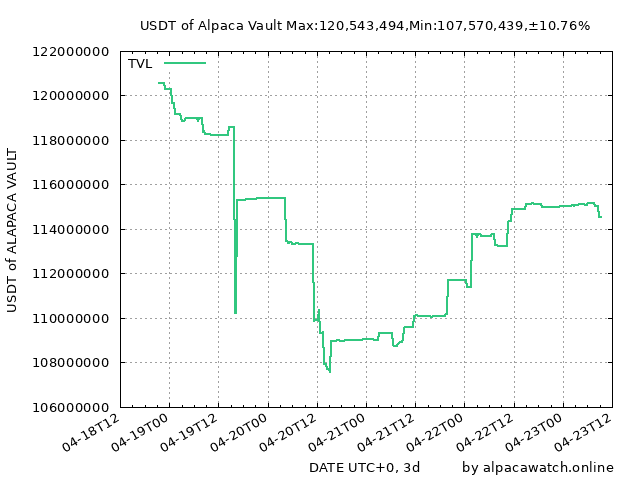 USDT of Alpaca Vault Max:120,543,494,Min:107,570,439,±10.76%
122000000
TVL
120000000
118000000
116000000
114000000
112000000
110000000
108000000
106000000
USDT of ALAPACA VAULT
04-18T12
04-19T00
04-19T12
04-20T00
04-20T12
04-21T00
04-21T12
04-22T00
04-22T12
04-23T00
04-23T12
DATE UTC+0, 3d
by alpacawatch.online